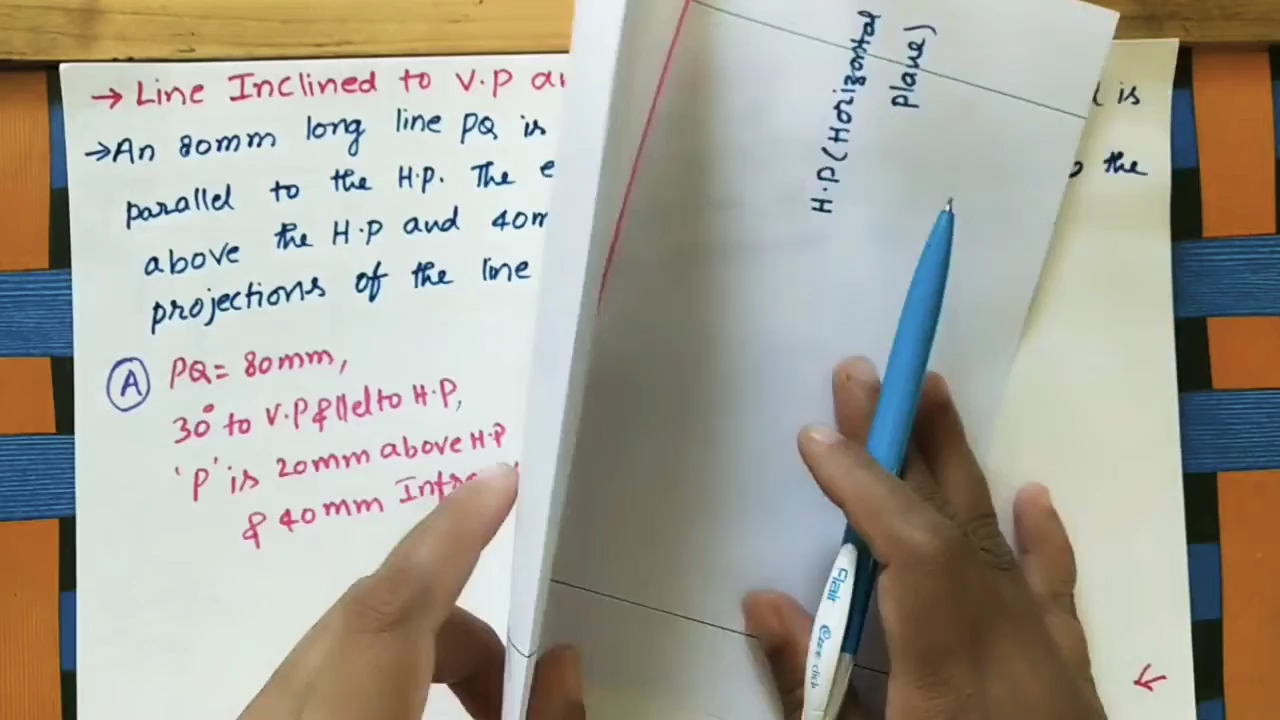 → Line Inclined to V.P
→ An 80mm long line PQ is
parallel to the H.P. The
above the H.P and
projections of the line
is
the
A PQ = 80mm,
30° to V.P & llel to H.P,
'P' is 20mm above H.P
& 40mm
H.P (Horizontal
plane)
Flair
←